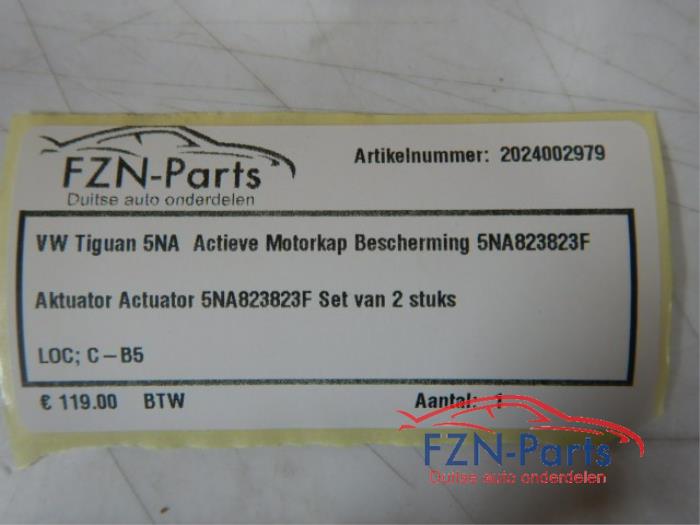 FZN-Parts
Duitse auto onderdelen
Artikelnummer: 2024002979
VW Tiguan 5NA Actieve Motorkap Bescherming 5NA823823F
Aktuator Actuator 5NA823823F Set van 2 stuks
LOC; C-B5
€ 119.00 BTW Aantal: 1
FZN-Parts
Duitse auto onderdelen